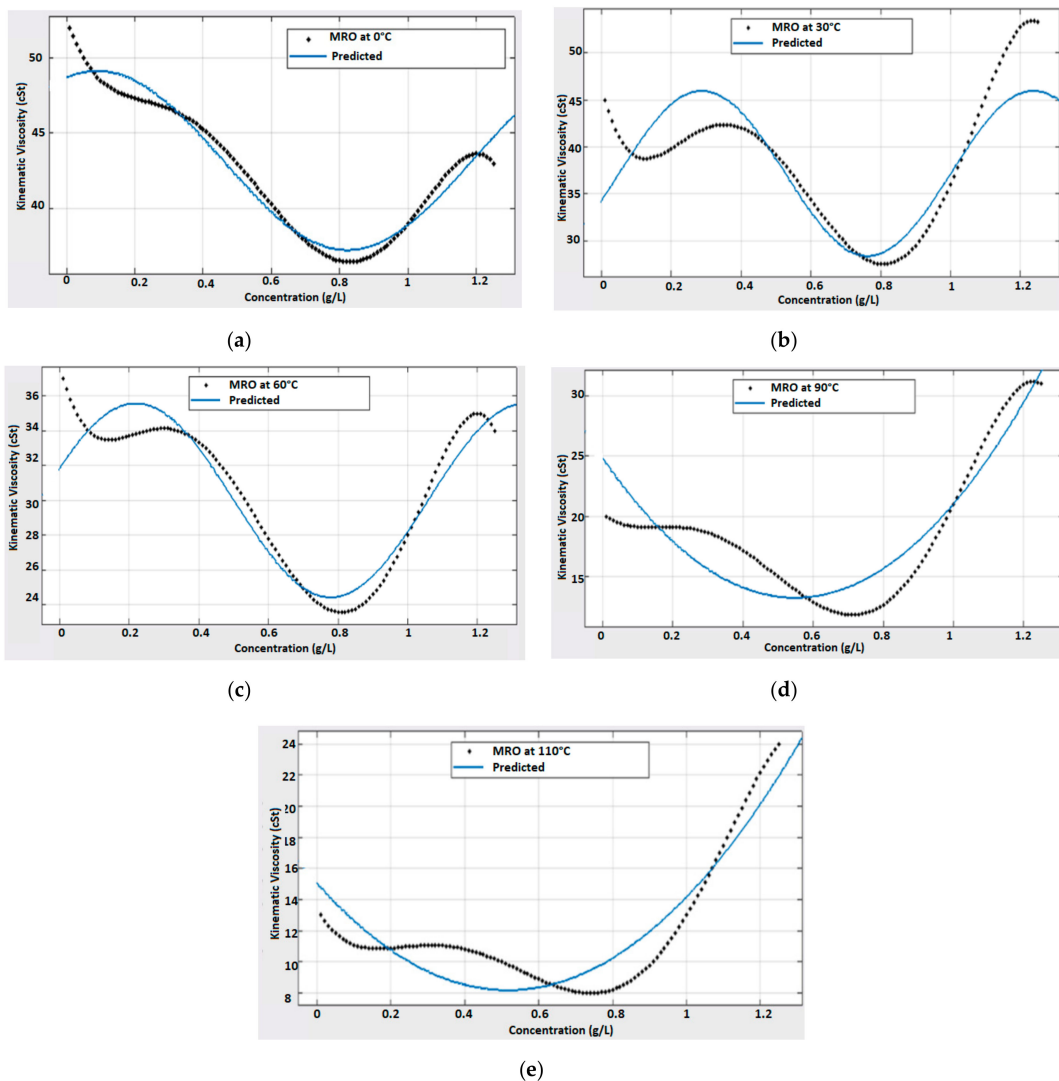 MRO at 0°C
Predicted
50
45
40
Kinematic Viscosity (cSt)
0 0.2 0.4 0.6 0.8 1 1.2
Concentration (g/L)
(a)
MRO at 30°C
Predicted
50
45
40
35
30
Kinematic Viscosity (cSt)
0 0.2 0.4 0.6 0.8 1 1.2
Concentration (g/L)
(b)
MRO at 60°C
Predicted
36
34
32
30
28
26
24
Kinematic Viscosity (cSt)
0 0.2 0.4 0.6 0.8 1 1.2
Concentration (g/L)
(c)
MRO at 90°C
Predicted
30
25
20
15
Kinematic Viscosity (cSt)
0 0.2 0.4 0.6 0.8 1 1.2
Concentration (g/L)
(d)
MRO at 110°C
Predicted
24
22
20
18
16
14
12
10
8
Kinematic Viscosity (cSt)
0 0.2 0.4 0.6 0.8 1 1.2
Concentration (g/L)
(e)